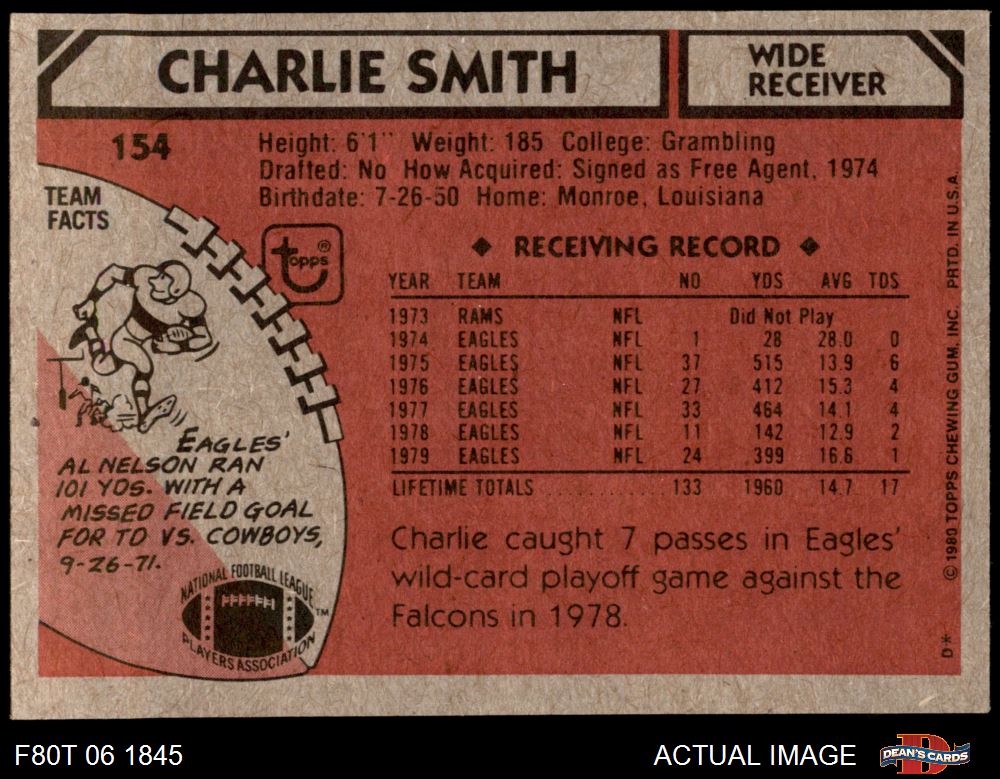 CHARLIE SMITH
WIDE
RECEIVER
154
Height: 6'1" Weight: 185 College: Grambling
Drafted: No How Acquired: Signed as Free Agent, 1974
Birthdate: 7-26-50 Home: Monroe, Louisiana
TEAM
FACTS
topps®
◆ RECEIVING RECORD ◆
YEAR TEAM NO YDS AVG TDS
1973 RAMS NFL Did Not Play
1974 EAGLES NFL 1 28 28.0 0
1975 EAGLES NFL 37 515 13.9 6
1976 EAGLES NFL 27 412 15.3 4
1977 EAGLES NFL 33 464 14.1 4
1978 EAGLES NFL 11 142 12.9 2
1979 EAGLES NFL 24 399 16.6 1
LIFETIME TOTALS ............ 133 1960 14.7 17
EAGLES'
AL NELSON RAN
101 YDS. WITH A
MISSED FIELD GOAL
FOR TD VS. COWBOYS,
9-26-71.
NATIONAL FOOTBALL LEAGUE
PLAYERS ASSOCIATION
TM
Charlie caught 7 passes in Eagles'
wild-card playoff game against the
Falcons in 1978.
D* ©1980 TOPPS CHEWING GUM, INC. PRTD. IN U.S.A.
F80T 06 1845
ACTUAL IMAGE
D
DEAN'S CARDS